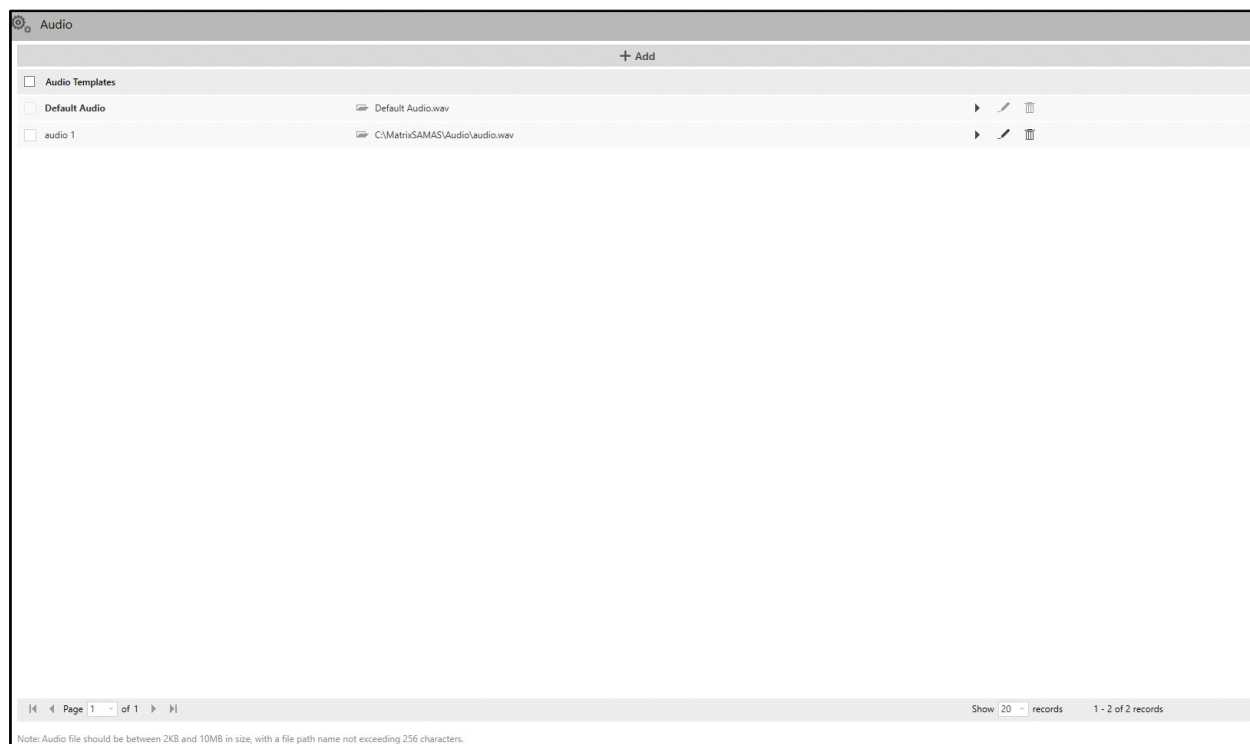 Audio
+ Add
Audio Templates
Default Audio Default Audio.wav
audio 1 C:\MatrixSAMAS\Audio\audio.wav
Page 1 of 1 Show 20 records 1 - 2 of 2 records
Note: Audio file should be between 2KB and 10MB in size, with a file path name not exceeding 256 characters.